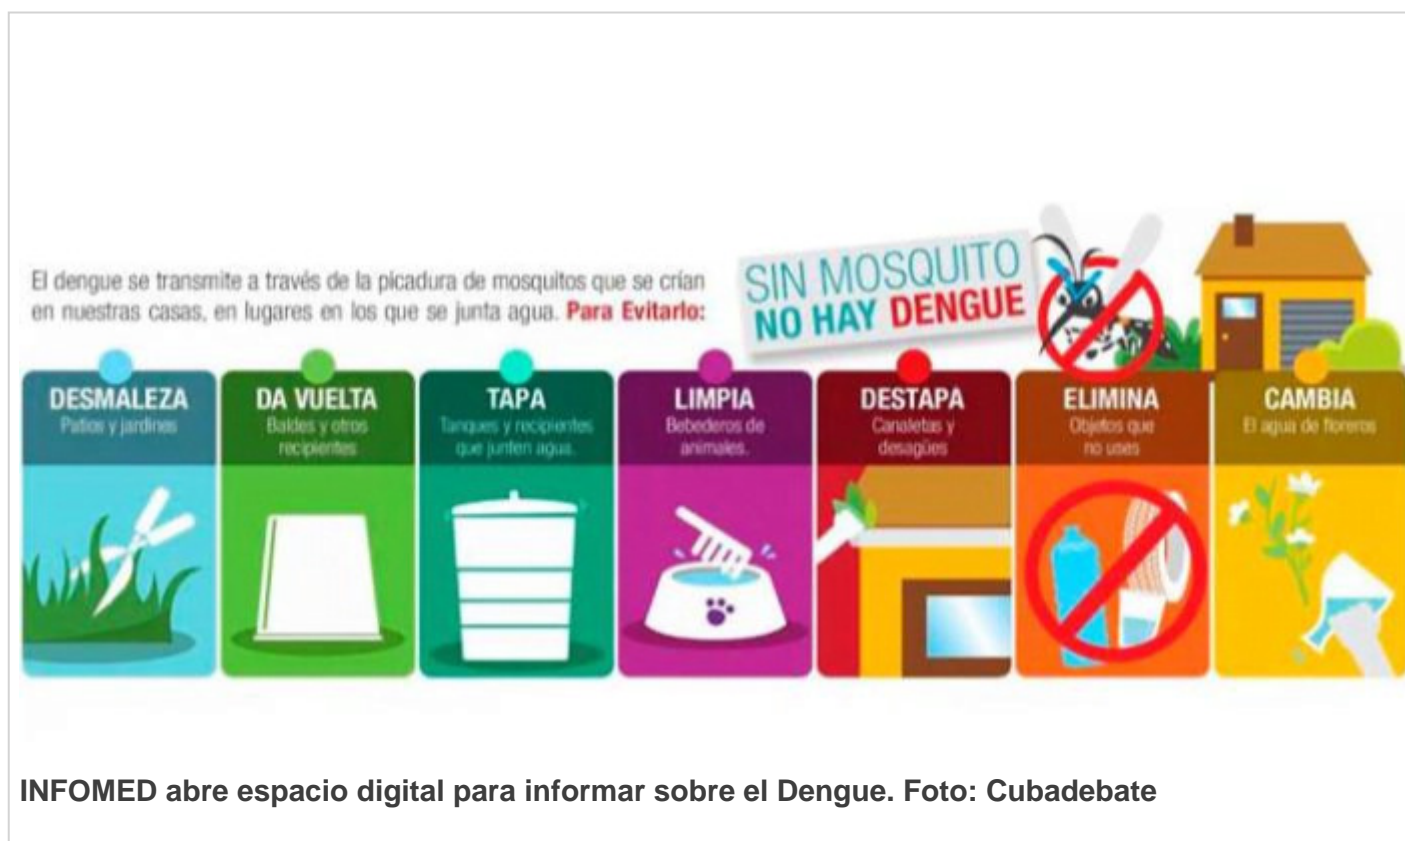 El dengue se transmite a través de la picadura de mosquitos que se crían
en nuestras casas, en lugares en los que se junta agua. Para Evitarlo:
SIN MOSQUITO
NO HAY DENGUE
DESMALEZA
Patios y jardines
DA VUELTA
Baldes y otros
recipientes
TAPA
Tanques y recipientes
que junten agua.
LIMPIA
Bebederos de
animales.
DESTAPA
Canaletas y
desagües
ELIMINA
Objetos que
no uses
CAMBIA
El agua de floreros
INFOMED abre espacio digital para informar sobre el Dengue. Foto: Cubadebate